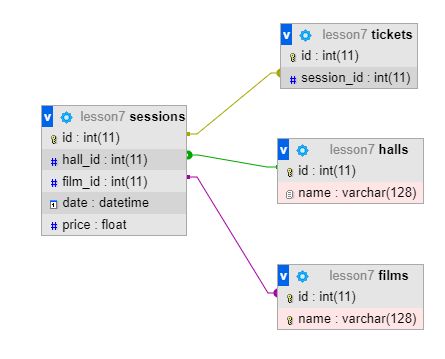 lesson7 tickets
id : int(11)
session_id : int(11)
lesson7 sessions
id : int(11)
hall_id : int(11)
film_id : int(11)
date : datetime
price : float
lesson7 halls
id : int(11)
name : varchar(128)
lesson7 films
id : int(11)
name : varchar(128)